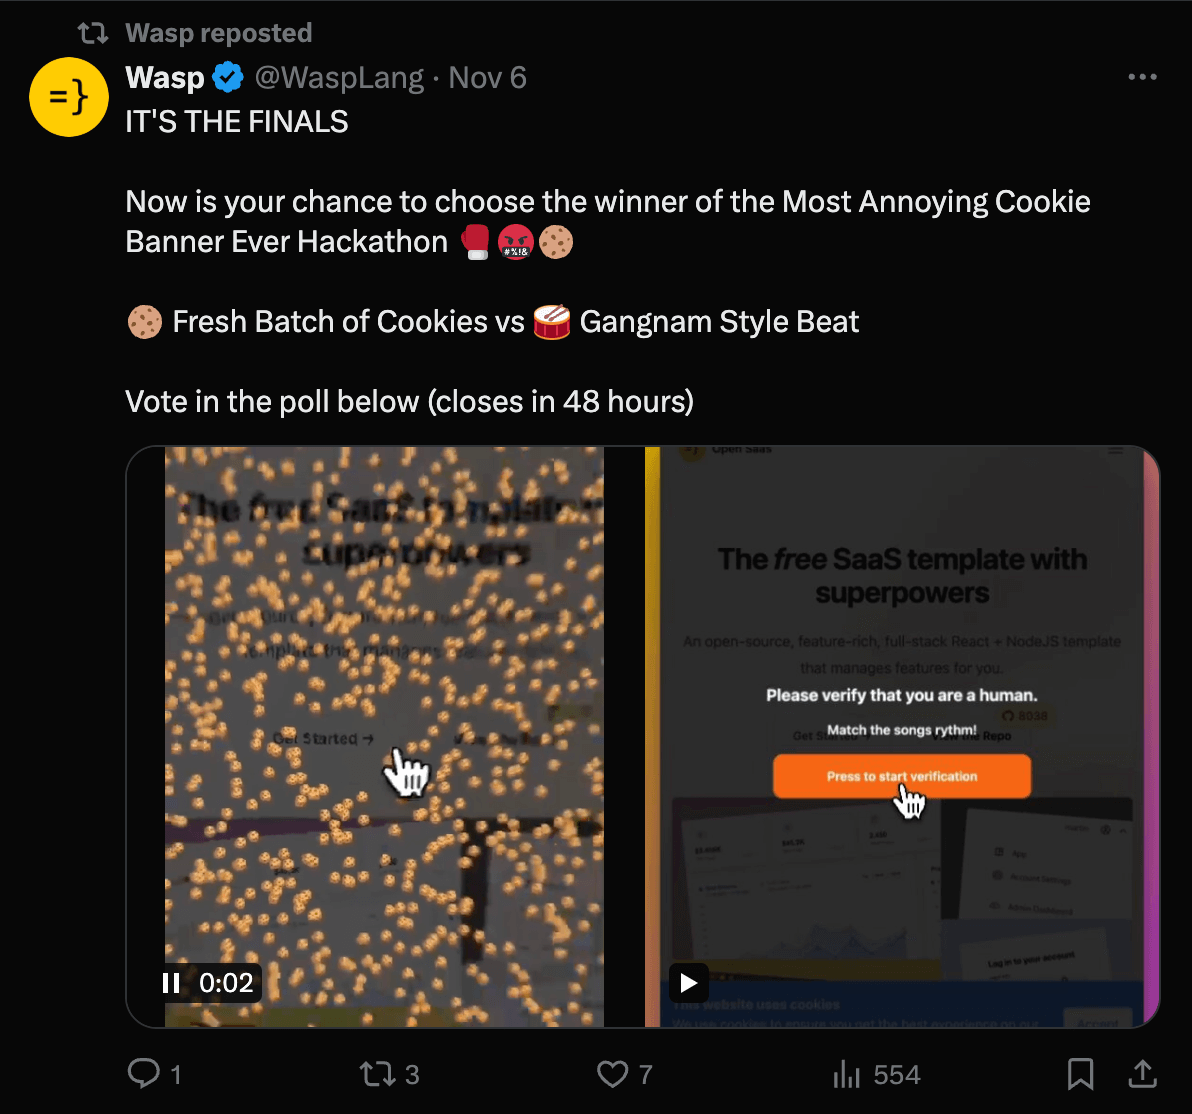 Wasp reposted
Wasp @WaspLang · Nov 6
IT'S THE FINALS
Now is your chance to choose the winner of the Most Annoying Cookie
Banner Ever Hackathon 🥊🤬🍪
🍪 Fresh Batch of Cookies vs 🥁 Gangnam Style Beat
Vote in the poll below (closes in 48 hours)
The free SaaS template
superpowers
template that manages
Get Started →
0:02
Open SaaS
The free SaaS template with
superpowers
An open-source, feature-rich, full-stack React + NodeJS template
that manages features for you.
Please verify that you are a human.
8038
Match the songs rythm!
Get Started
View the Repo
Press to start verification
App
Account Settings
Admin Dashboard
Log in to your account
This website uses cookies
We use cookies to ensure you get the best experience on our
Accept
1
3
7
554